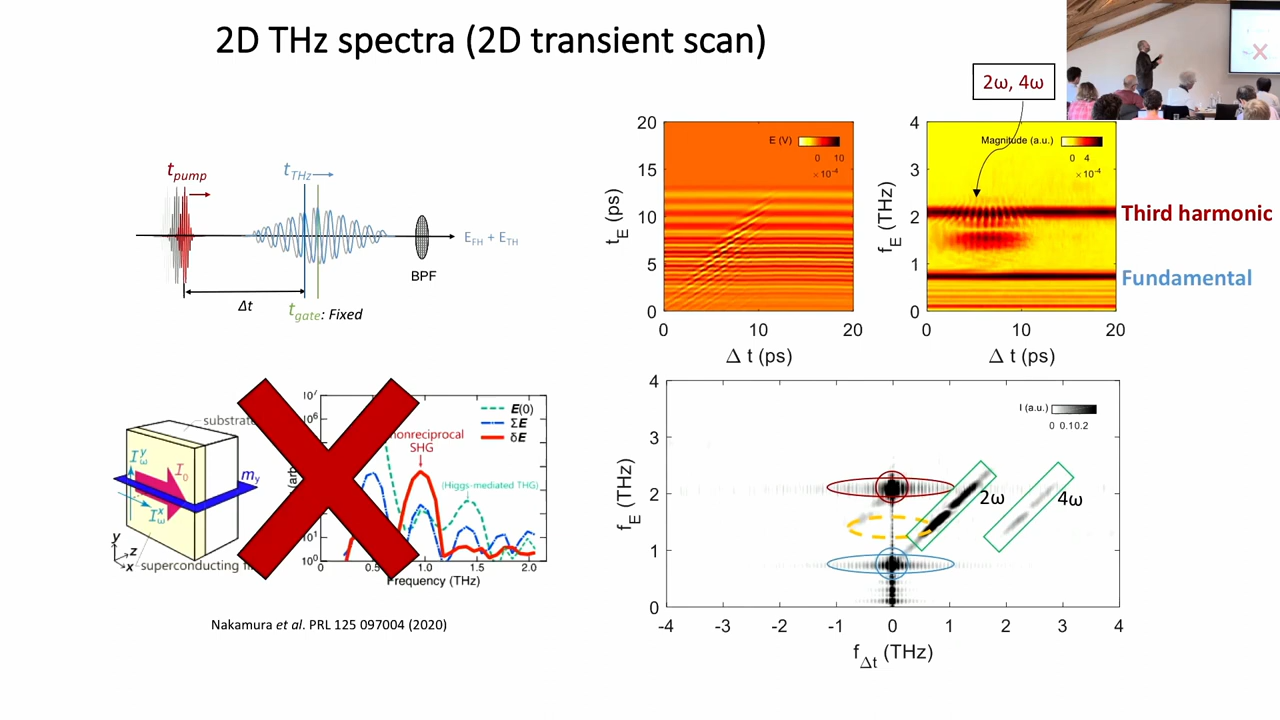 2D THz spectra (2D transient scan)
2ω, 4ω
t_pump
t_THz
Δt
t_gate: Fixed
BPF
E_FH + E_TH
20
15
10
5
0
t_E (ps)
E (V)
0 10
×10⁻⁴
0 10 20
Δ t (ps)
4
3
2
1
0
f_E (THz)
Magnitude (a.u.)
0 4
×10⁻⁴
0 10 20
Δ t (ps)
Third harmonic
Fundamental
substrate
I_ω^y
I_0
m_y
I_ω^x
y
z
x
superconducting
10⁷
10⁶
10⁰
E(0)
ΣE
δE
nonreciprocal
SHG
(Higgs-mediated THG)
0 0.5 1.0 1.5 2.0
Frequency (THz)
Nakamura et al. PRL 125 097004 (2020)
4
3
2
1
0
f_E (THz)
I (a.u.)
0 0.10.2
2ω
4ω
-4 -3 -2 -1 0 1 2 3 4
f_Δt (THz)